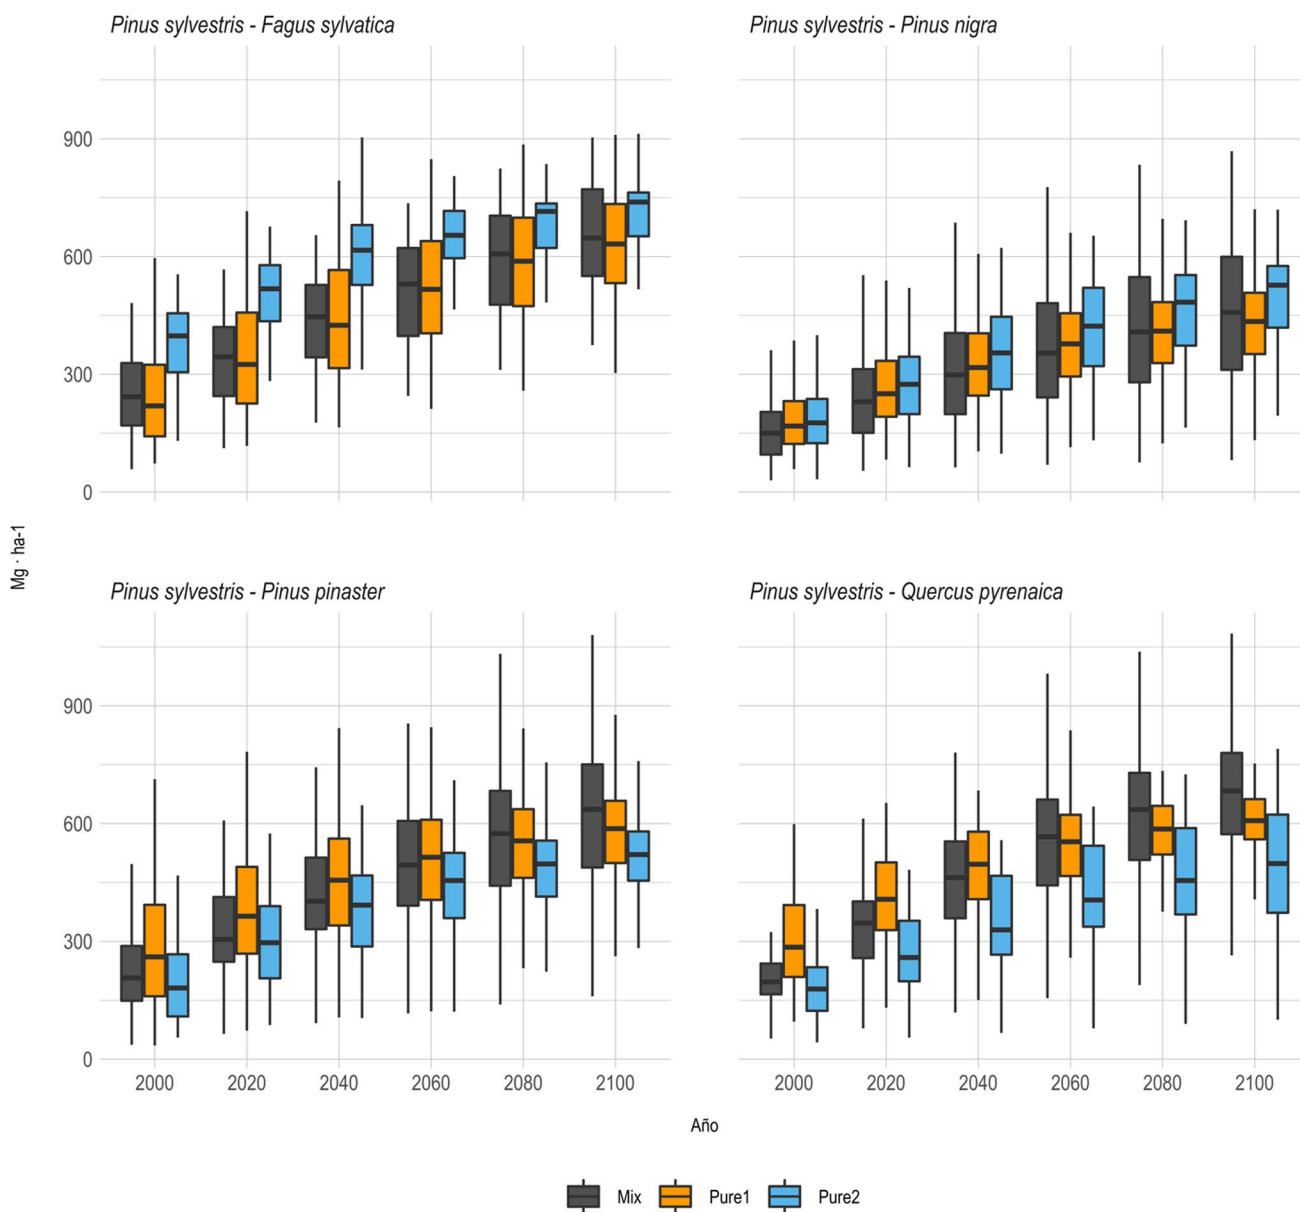 Pinus sylvestris - Fagus sylvatica
Pinus sylvestris - Pinus nigra
900
600
300
0
Mg · ha-1
Pinus sylvestris - Pinus pinaster
Pinus sylvestris - Quercus pyrenaica
900
600
300
0
2000 2020 2040 2060 2080 2100
2000 2020 2040 2060 2080 2100
Año
Mix Pure1 Pure2